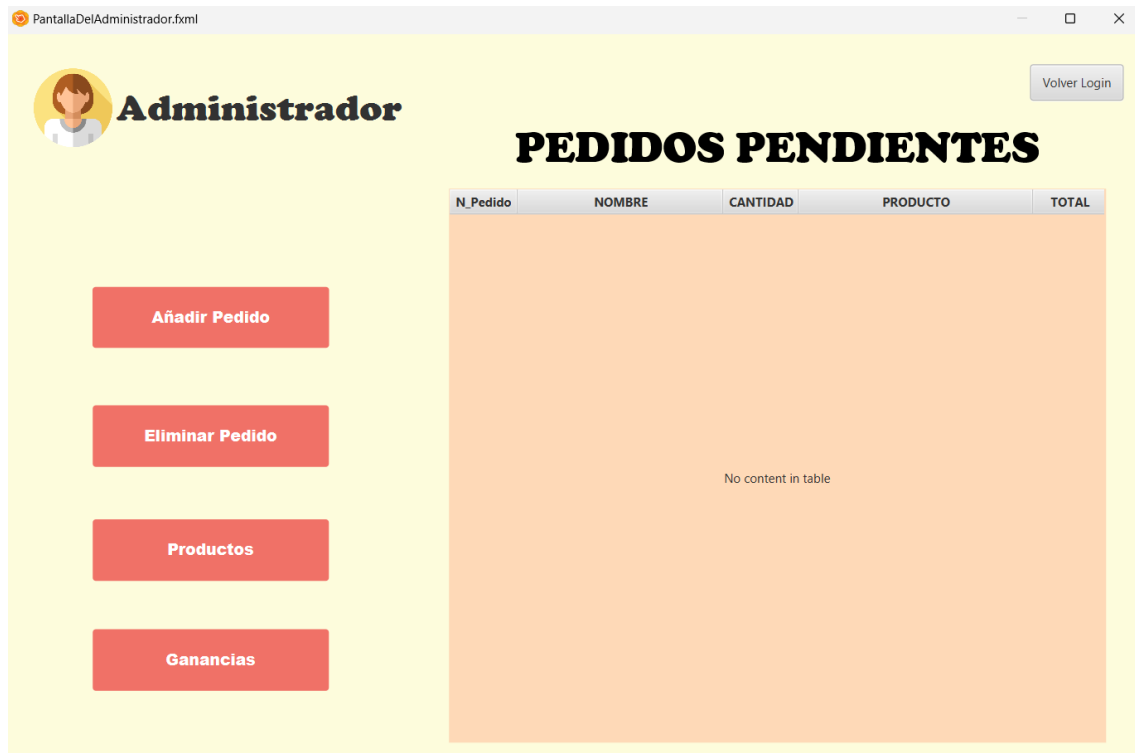 PantallaDelAdministrador.fxml
Volver Login
Administrador
PEDIDOS PENDIENTES
N_Pedido NOMBRE CANTIDAD PRODUCTO TOTAL
Añadir Pedido
Eliminar Pedido
No content in table
Productos
Ganancias